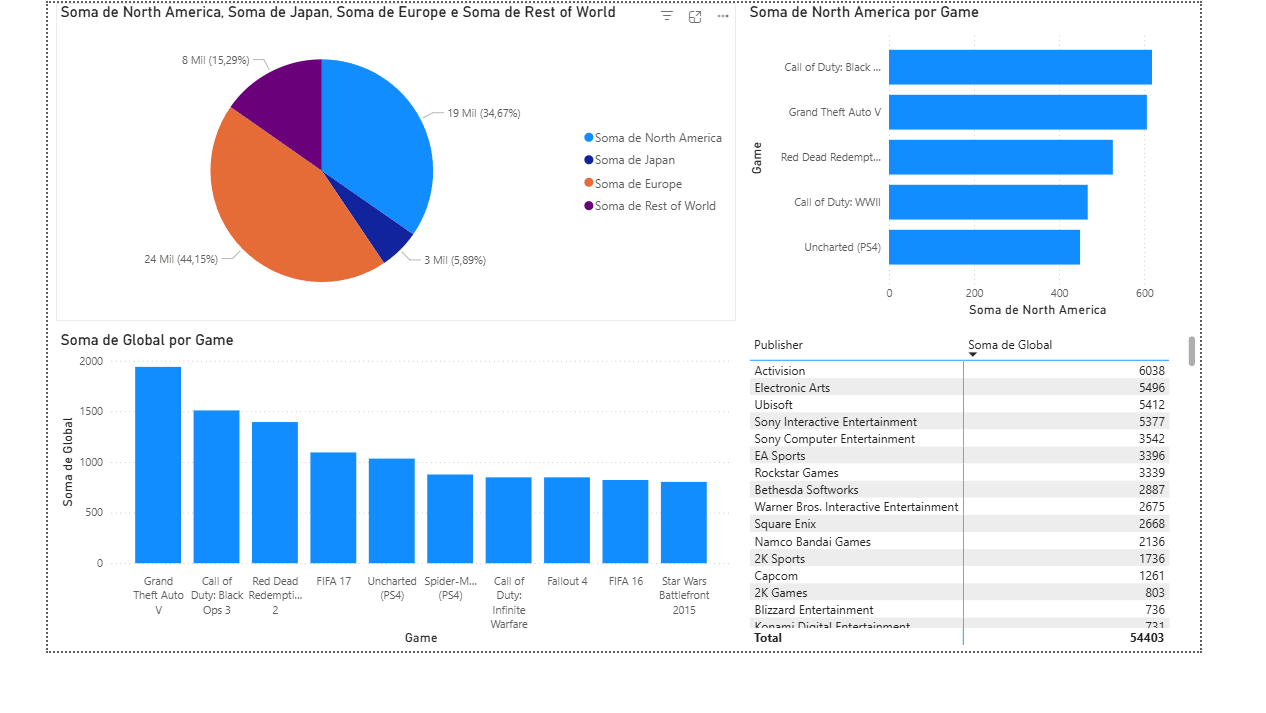 Soma de North America, Soma de Japan, Soma de Europe e Soma de Rest of World
8 Mil (15,29%)
19 Mil (34,67%)
24 Mil (44,15%)
3 Mil (5,89%)
Soma de North America
Soma de Japan
Soma de Europe
Soma de Rest of World
Soma de North America por Game
Game
Call of Duty: Black ...
Grand Theft Auto V
Red Dead Redempt...
Call of Duty: WWII
Uncharted (PS4)
0 200 400 600
Soma de North America
Soma de Global por Game
Soma de Global
2000
1500
1000
500
0
Grand
Theft Auto
V
Call of
Duty: Black
Ops 3
Red Dead
Redempti...
2
FIFA 17
Uncharted
(PS4)
Spider-M...
(PS4)
Call of
Duty:
Infinite
Warfare
Fallout 4
FIFA 16
Star Wars
Battlefront
2015
Game
Publisher Soma de Global
Activision 6038
Electronic Arts 5496
Ubisoft 5412
Sony Interactive Entertainment 5377
Sony Computer Entertainment 3542
EA Sports 3396
Rockstar Games 3339
Bethesda Softworks 2887
Warner Bros. Interactive Entertainment 2675
Square Enix 2668
Namco Bandai Games 2136
2K Sports 1736
Capcom 1261
2K Games 803
Blizzard Entertainment 736
Konami Digital Entertainment 731
Total 54403